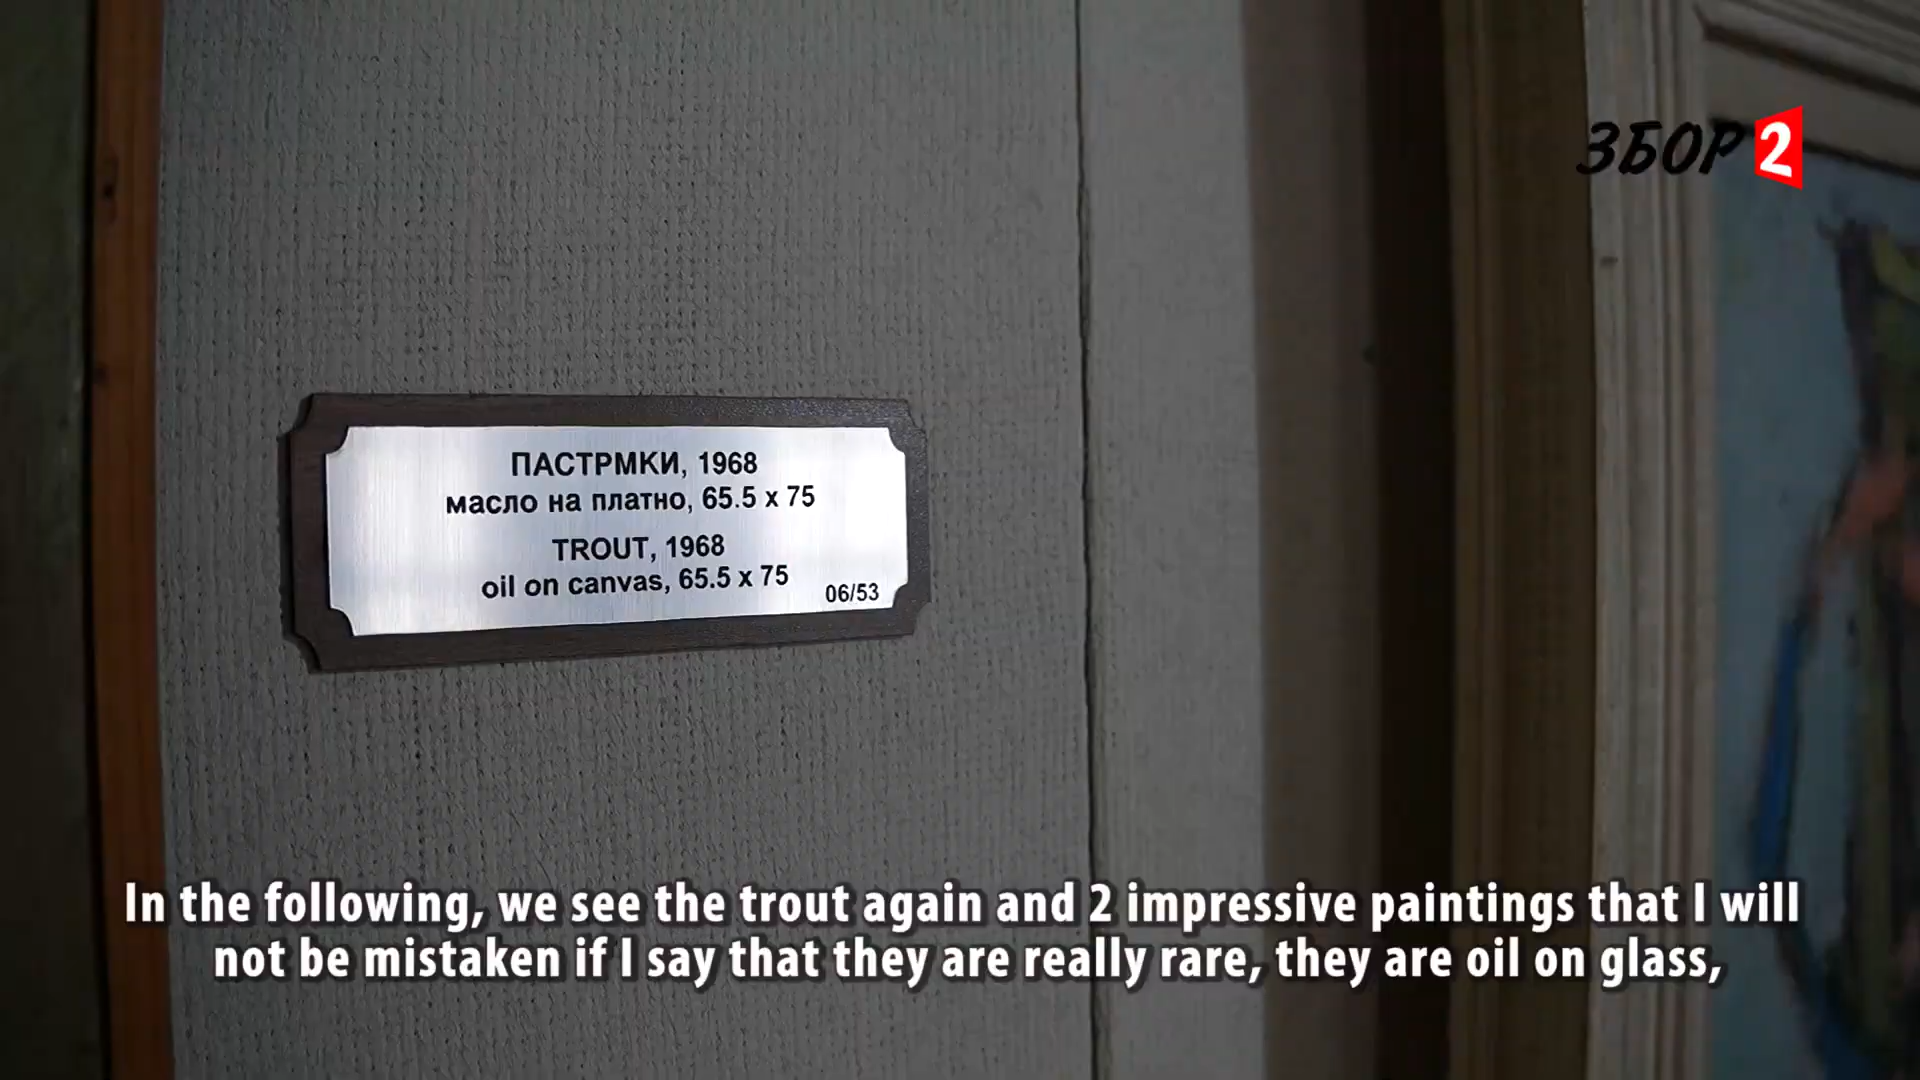 ЗБОР 2
ПАСТРМКИ, 1968
масло на платно, 65.5 x 75
TROUT, 1968
oil on canvas, 65.5 x 75
06/53
In the following, we see the trout again and 2 impressive paintings that I will
not be mistaken if I say that they are really rare, they are oil on glass,